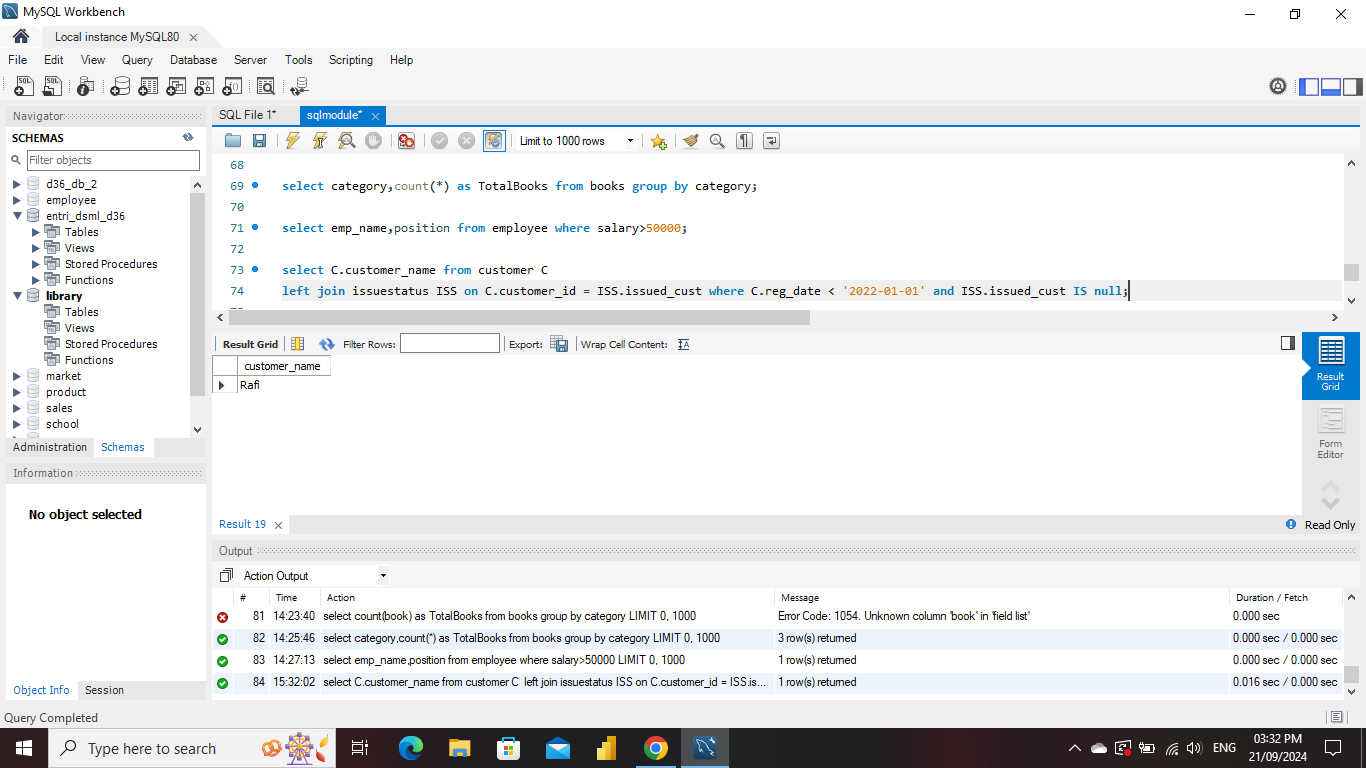 MySQL Workbench
Local instance MySQL80
File Edit View Query Database Server Tools Scripting Help
Navigator
SCHEMAS
Filter objects
d36_db_2
employee
entri_dsml_d36
Tables
Views
Stored Procedures
Functions
library
Tables
Views
Stored Procedures
Functions
market
product
sales
school
Administration Schemas
Information
No object selected
Object Info Session
SQL File 1* sqlmodule*
Limit to 1000 rows
68
69 select category,count(*) as TotalBooks from books group by category;
70
71 select emp_name,position from employee where salary>50000;
72
73 select C.customer_name from customer C
74 left join issuestatus ISS on C.customer_id = ISS.issued_cust where C.reg_date < '2022-01-01' and ISS.issued_cust IS null;
Result Grid Filter Rows: Export: Wrap Cell Content:
customer_name
Rafi
Result Grid
Form Editor
Result 19
Read Only
Output
Action Output
# Time Action Message Duration / Fetch
81 14:23:40 select count(book) as TotalBooks from books group by category LIMIT 0, 1000 Error Code: 1054. Unknown column 'book' in 'field list' 0.000 sec
82 14:25:46 select category,count(*) as TotalBooks from books group by category LIMIT 0, 1000 3 row(s) returned 0.000 sec / 0.000 sec
83 14:27:13 select emp_name,position from employee where salary>50000 LIMIT 0, 1000 1 row(s) returned 0.000 sec / 0.000 sec
84 15:32:02 select C.customer_name from customer C left join issuestatus ISS on C.customer_id = ISS.is... 1 row(s) returned 0.016 sec / 0.000 sec
Query Completed
Type here to search
ENG
03:32 PM
21/09/2024